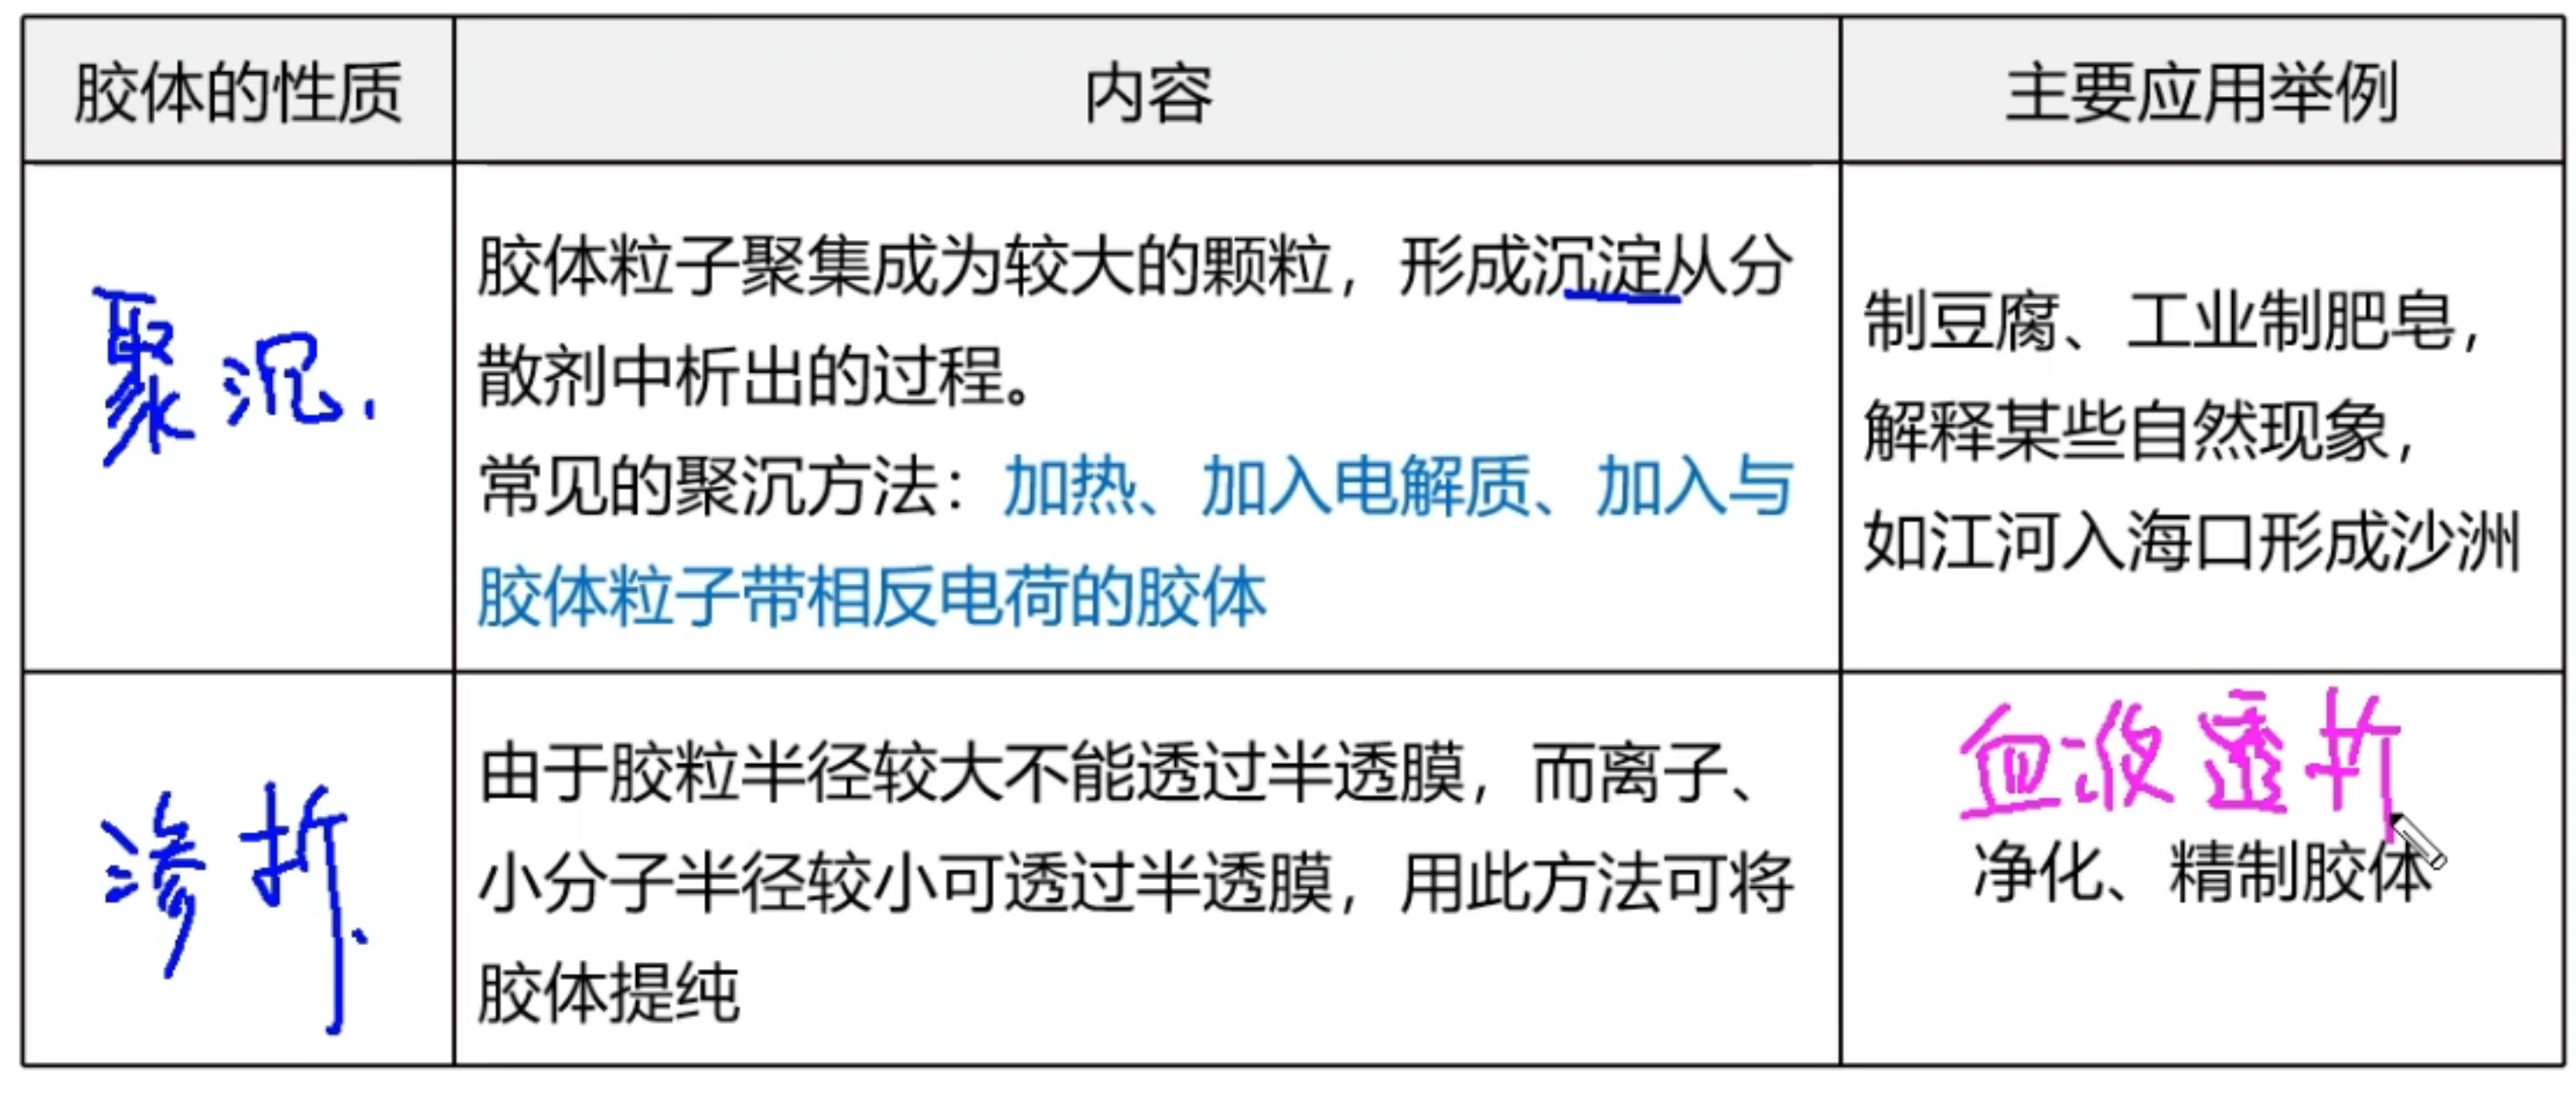 胶体的性质
内容
主要应用举例
聚沉.
胶体粒子聚集成为较大的颗粒，形成沉淀从分
散剂中析出的过程。
常见的聚沉方法：加热、加入电解质、加入与
胶体粒子带相反电荷的胶体
制豆腐、工业制肥皂，
解释某些自然现象，
如江河入海口形成沙洲
渗析.
由于胶粒半径较大不能透过半透膜，而离子、
小分子半径较小可透过半透膜，用此方法可将
胶体提纯
血液透析
净化、精制胶体